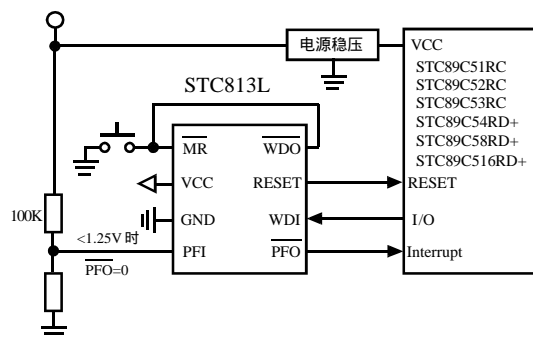 电源稳压
VCC
STC89C51RC
STC89C52RC
STC89C53RC
STC89C54RD+
STC89C58RD+
STC89C516RD+
STC813L
MR
WDO
VCC
RESET
RESET
GND
WDI
I/O
100K
<1.25V 时
PFI
PFO
Interrupt
PFO=0